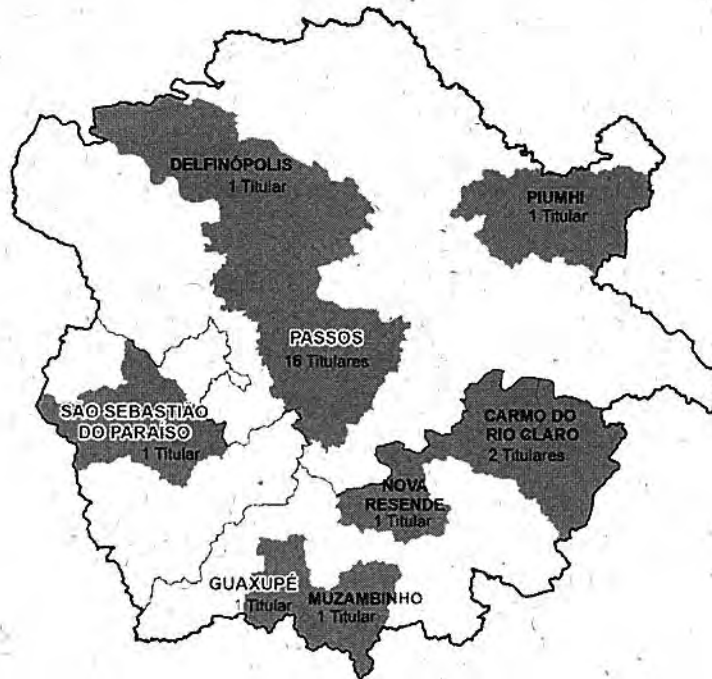 DELFINÓPOLIS
1 Titular
PIUMHI
1 Titular
PASSOS
16 Titulares
SAO SEBASTIÃO
DO PARAÍSO
1 Titular
CARMO DO
RIO CLARO
2 Titulares
NOVA
RESENDE
1 Titular
GUAXUPÉ
1 Titular
MUZAMBINHO
1 Titular